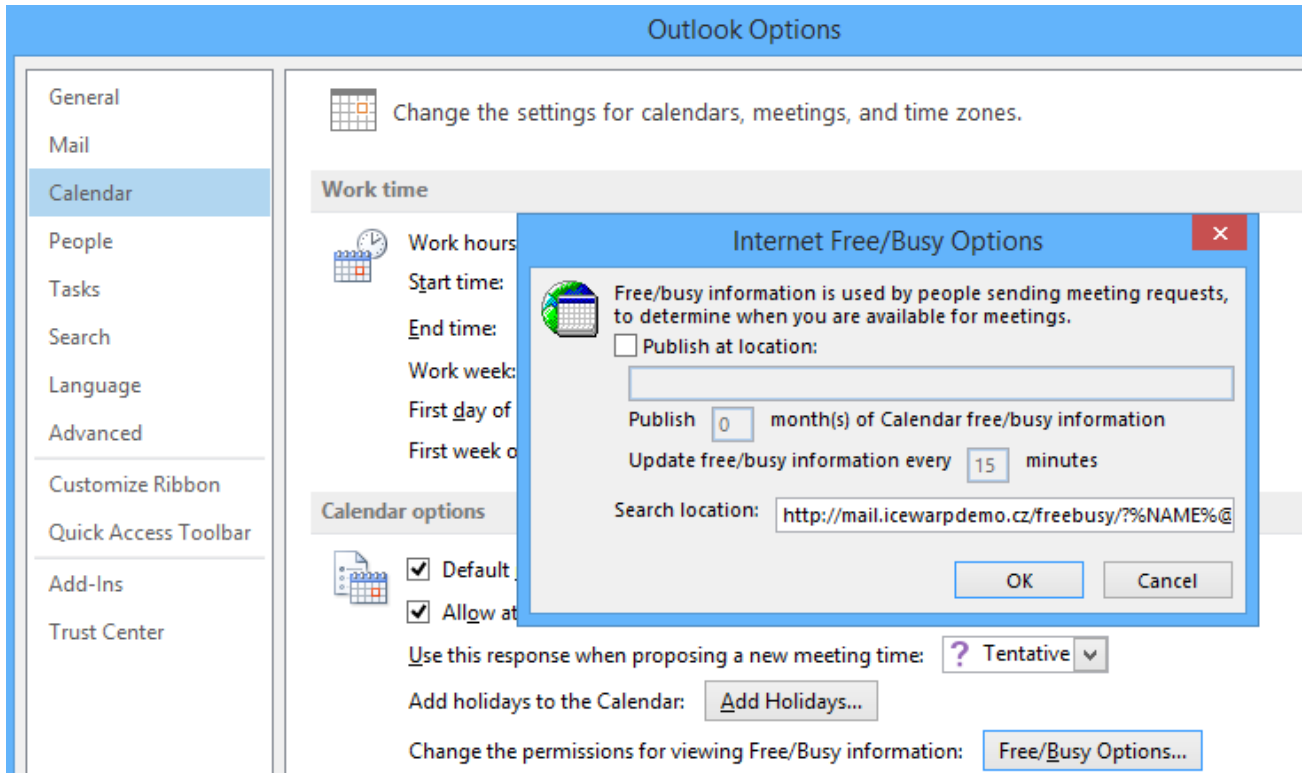 Outlook Options
General
Mail
Calendar
People
Tasks
Search
Language
Advanced
Customize Ribbon
Quick Access Toolbar
Add-Ins
Trust Center
Change the settings for calendars, meetings, and time zones.
Work time
Work hours
Start time:
End time:
Work week:
First day of
First week o
Internet Free/Busy Options
Free/busy information is used by people sending meeting requests,
to determine when you are available for meetings.
Publish at location:
Publish 0 month(s) of Calendar free/busy information
Update free/busy information every 15 minutes
Search location: http://mail.icewarpdemo.cz/freebusy/?%NAME%@
OK Cancel
Calendar options
Default
Allow at
Use this response when proposing a new meeting time: ? Tentative
Add holidays to the Calendar: Add Holidays...
Change the permissions for viewing Free/Busy information: Free/Busy Options...